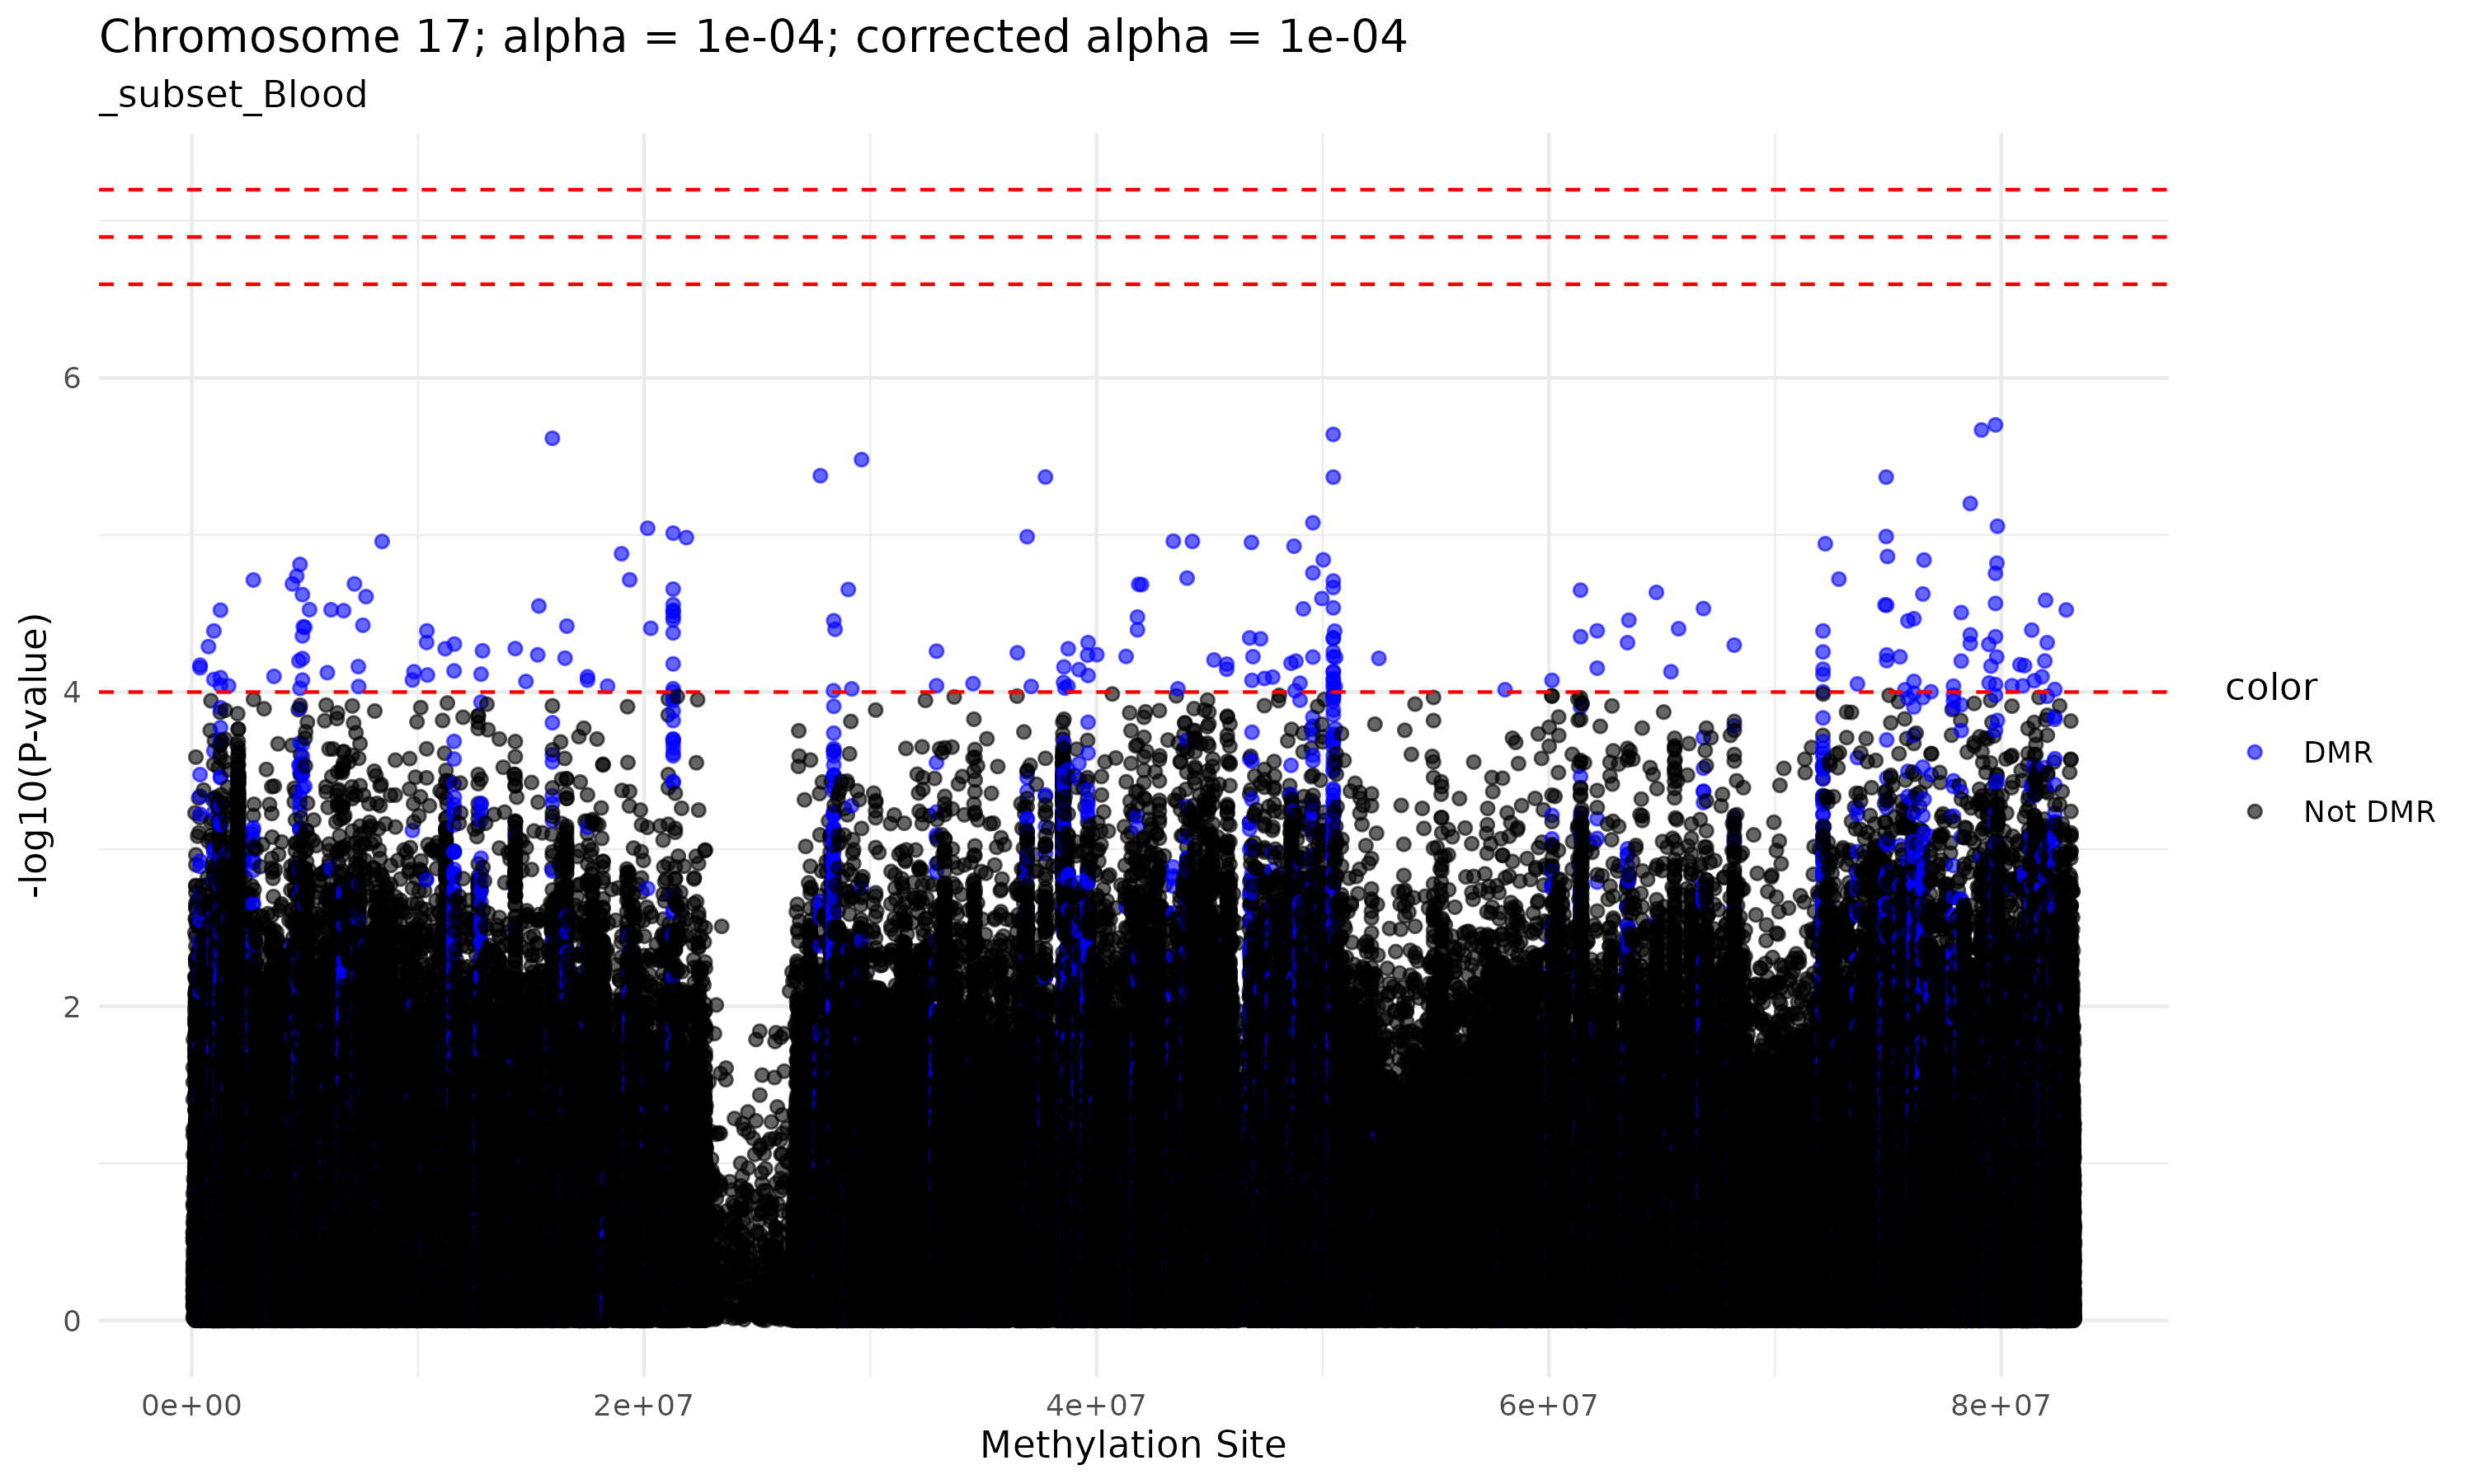 Chromosome 17; alpha = 1e-04; corrected alpha = 1e-04
_subset_Blood
-log10(P-value)
6
4
2
0
0e+00 2e+07 4e+07 6e+07 8e+07
Methylation Site
color
DMR
Not DMR